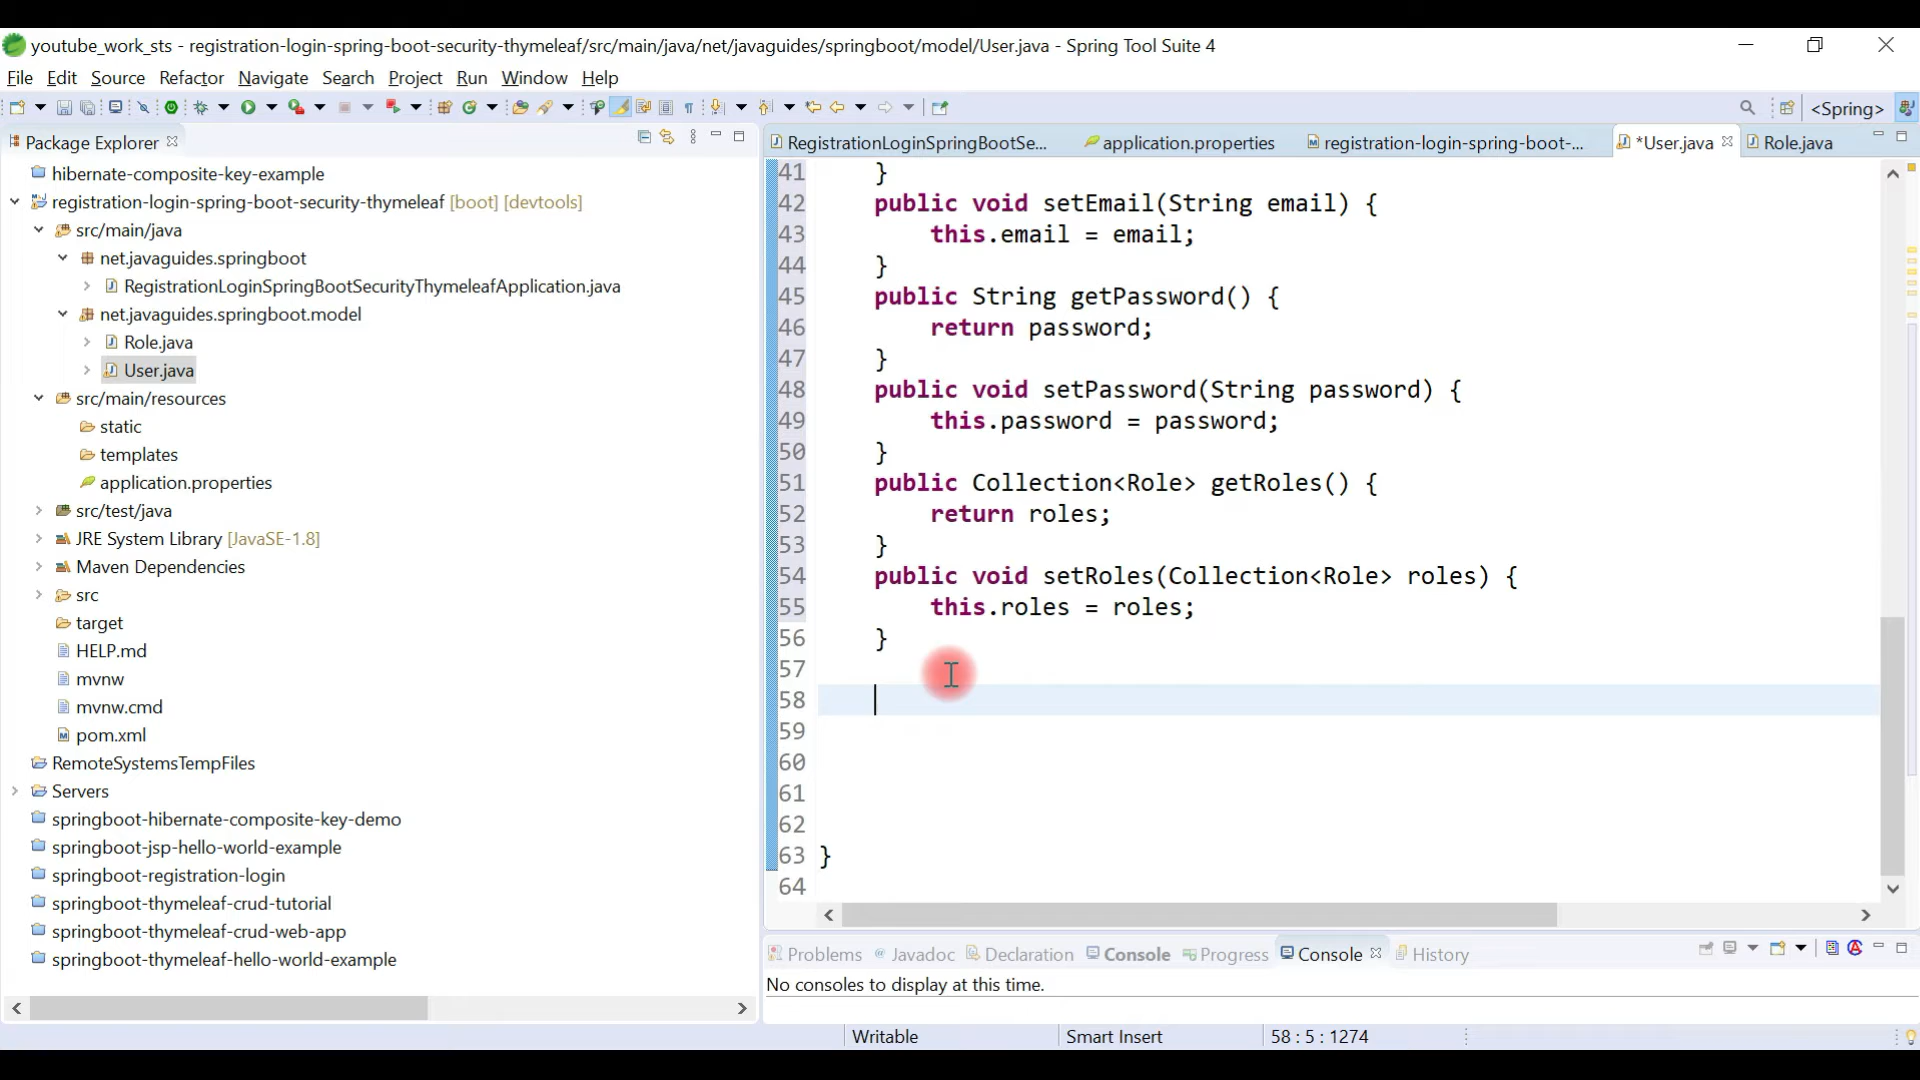 youtube_work_sts - registration-login-spring-boot-security-thymeleaf/src/main/java/net/javaguides/springboot/model/User.java - Spring Tool Suite 4
File Edit Source Refactor Navigate Search Project Run Window Help
<Spring>
Package Explorer
hibernate-composite-key-example
registration-login-spring-boot-security-thymeleaf [boot] [devtools]
src/main/java
net.javaguides.springboot
RegistrationLoginSpringBootSecurityThymeleafApplication.java
net.javaguides.springboot.model
Role.java
User.java
src/main/resources
static
templates
application.properties
src/test/java
JRE System Library [JavaSE-1.8]
Maven Dependencies
src
target
HELP.md
mvnw
mvnw.cmd
pom.xml
RemoteSystemsTempFiles
Servers
springboot-hibernate-composite-key-demo
springboot-jsp-hello-world-example
springboot-registration-login
springboot-thymeleaf-crud-tutorial
springboot-thymeleaf-crud-web-app
springboot-thymeleaf-hello-world-example
RegistrationLoginSpringBootSe... application.properties registration-login-spring-boot-... *User.java Role.java
41 }
42 public void setEmail(String email) {
43 this.email = email;
44 }
45 public String getPassword() {
46 return password;
47 }
48 public void setPassword(String password) {
49 this.password = password;
50 }
51 public Collection<Role> getRoles() {
52 return roles;
53 }
54 public void setRoles(Collection<Role> roles) {
55 this.roles = roles;
56 }
57
58
59
60
61
62
63 }
64
Problems Javadoc Declaration Console Progress Console History
No consoles to display at this time.
Writable Smart Insert 58 : 5 : 1274